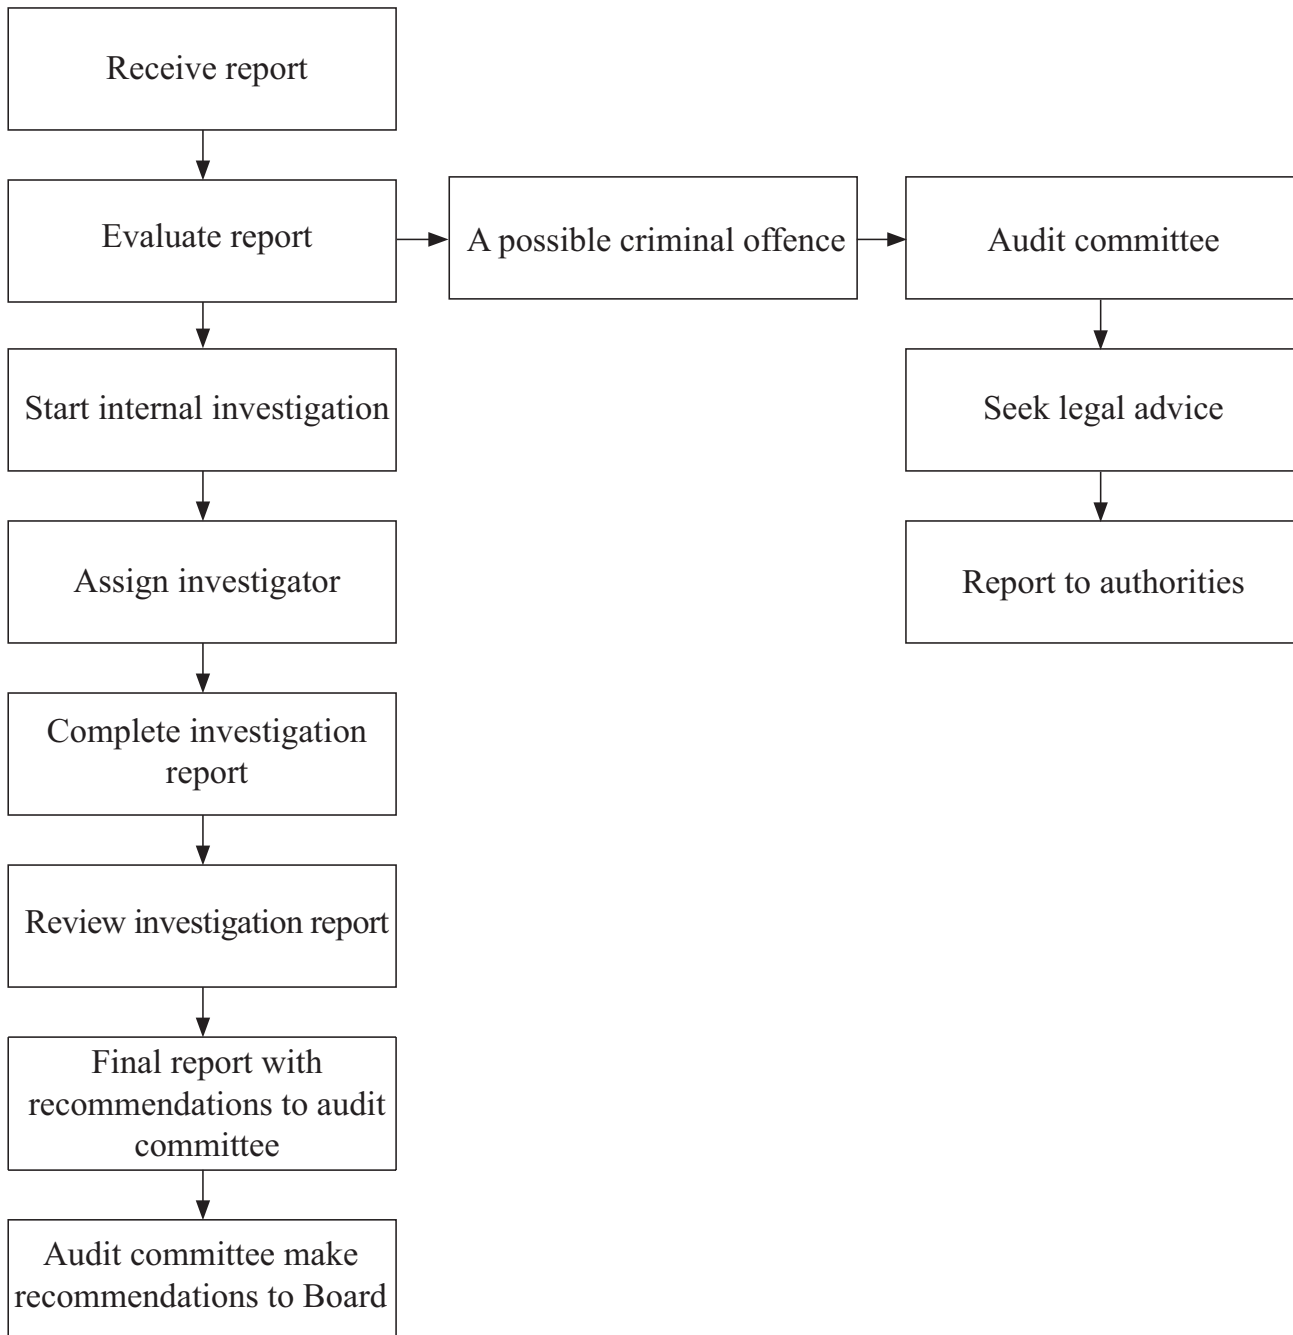 Receive report
Evaluate report
A possible criminal offence
Audit committee
Start internal investigation
Seek legal advice
Assign investigator
Report to authorities
Complete investigation
report
Review investigation report
Final report with
recommendations to audit
committee
Audit committee make
recommendations to Board